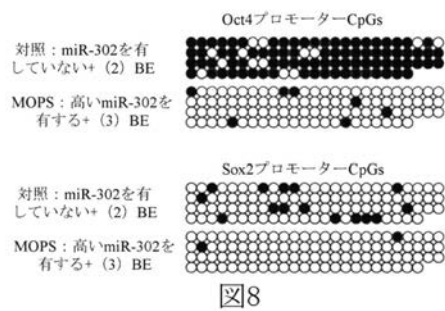 Oct4プロモーターCpGs
対照：miR-302を有
していない+（2）BE
MOPS：高いmiR-302を
有する+（3）BE
Sox2プロモーターCpGs
対照：miR-302を有
していない+（2）BE
MOPS：高いmiR-302を
有する+（3）BE
図8